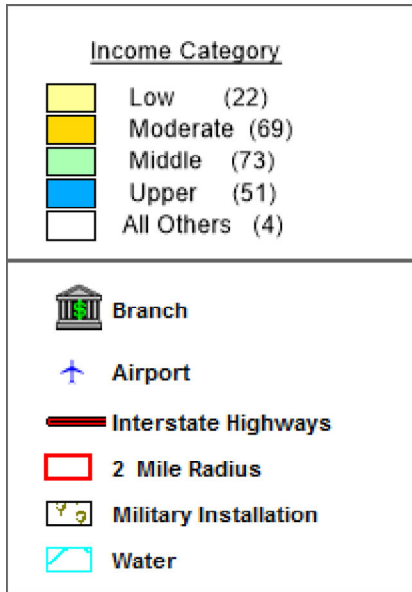 Income Category
Low (22)
Moderate (69)
Middle (73)
Upper (51)
All Others (4)
Branch
Airport
Interstate Highways
2 Mile Radius
Military Installation
Water